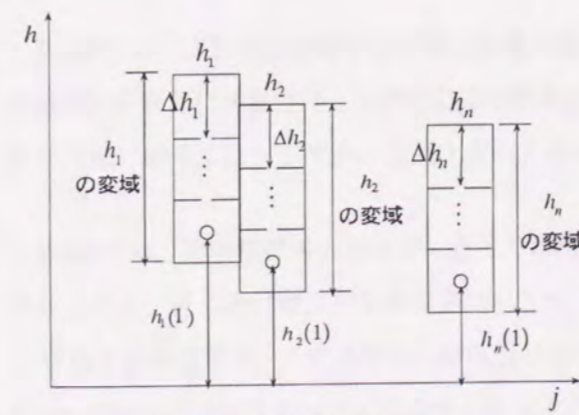 h
h₁
h₂
hₙ
Δh₁
Δh₂
Δhₙ
h₁
の変域
h₂
の変域
hₙ
の変域
h₁(1)
h₂(1)
hₙ(1)
j